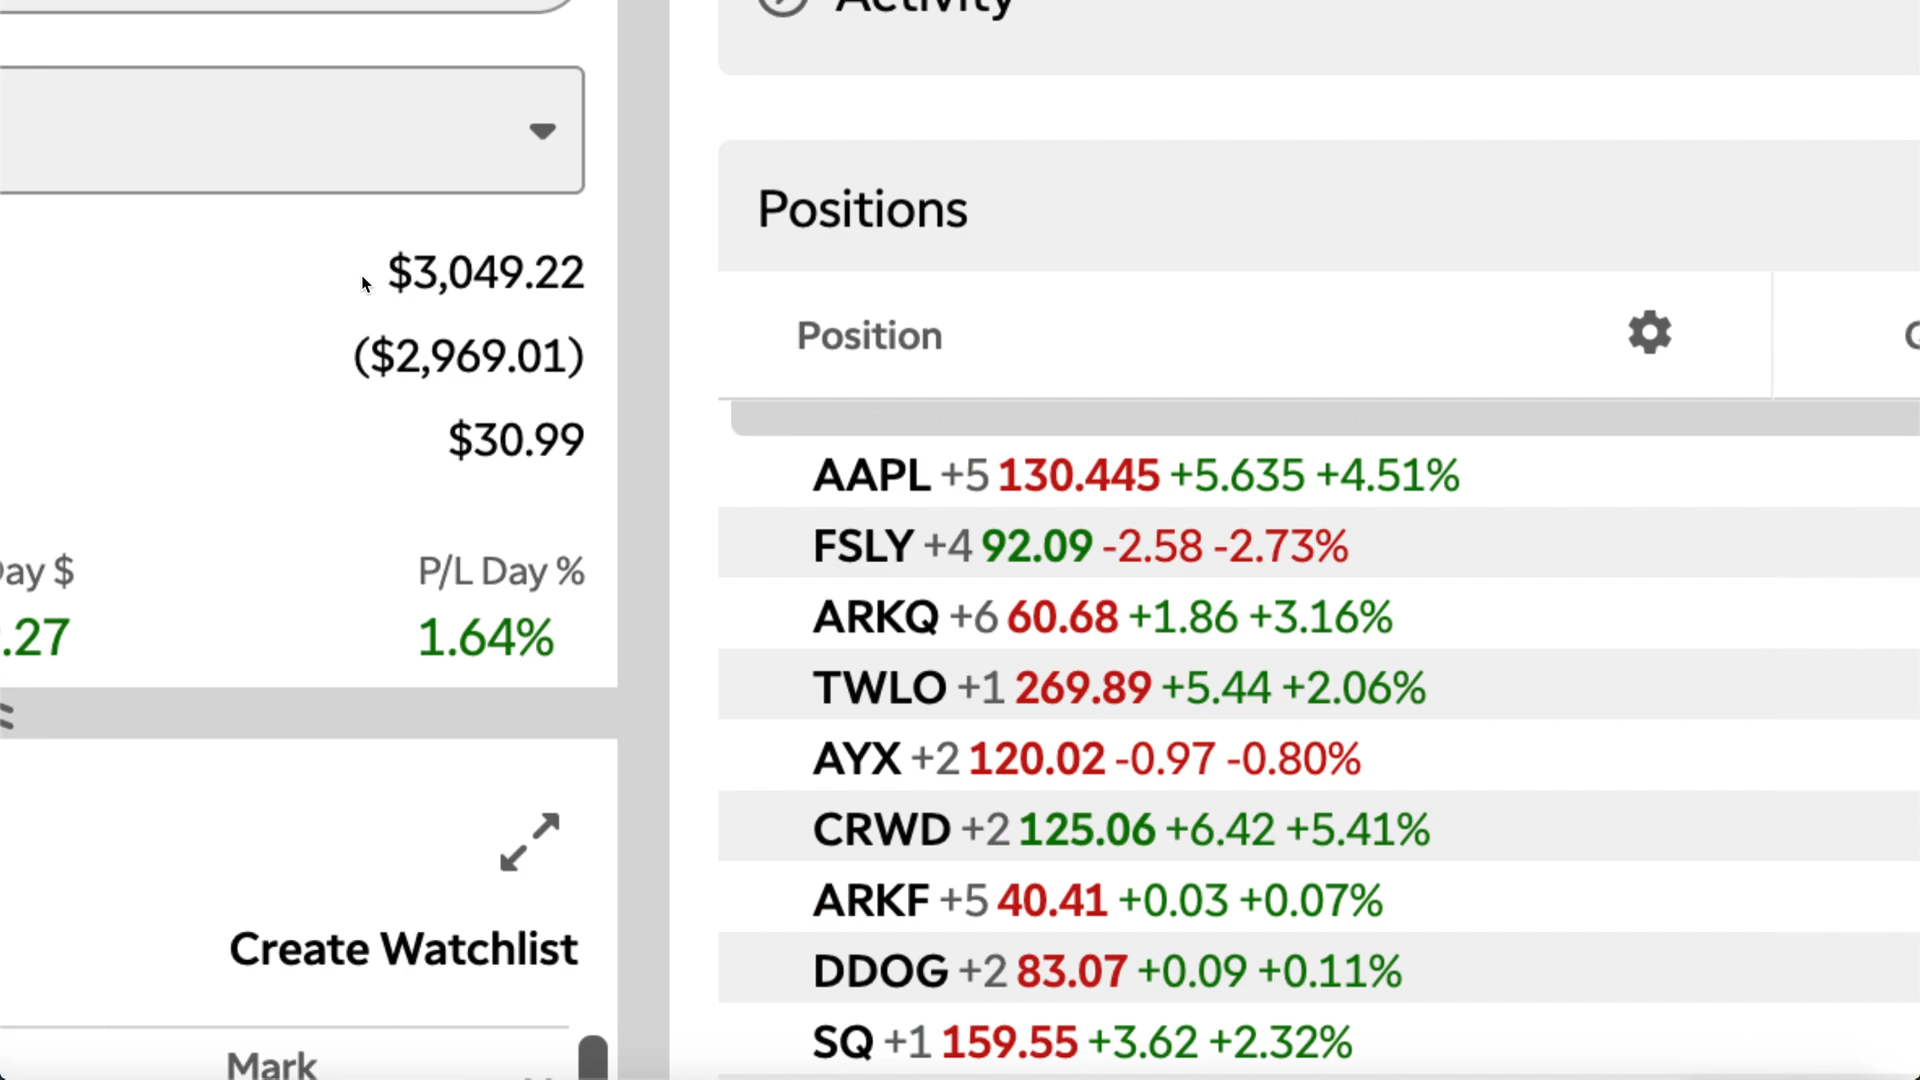 Activity
$3,049.22
($2,969.01)
$30.99
Day $ P/L Day %
.27 1.64%
Create Watchlist
Mark
Positions
Position
AAPL +5 130.445 +5.635 +4.51%
FSLY +4 92.09 -2.58 -2.73%
ARKQ +6 60.68 +1.86 +3.16%
TWLO +1 269.89 +5.44 +2.06%
AYX +2 120.02 -0.97 -0.80%
CRWD +2 125.06 +6.42 +5.41%
ARKF +5 40.41 +0.03 +0.07%
DDOG +2 83.07 +0.09 +0.11%
SQ +1 159.55 +3.62 +2.32%